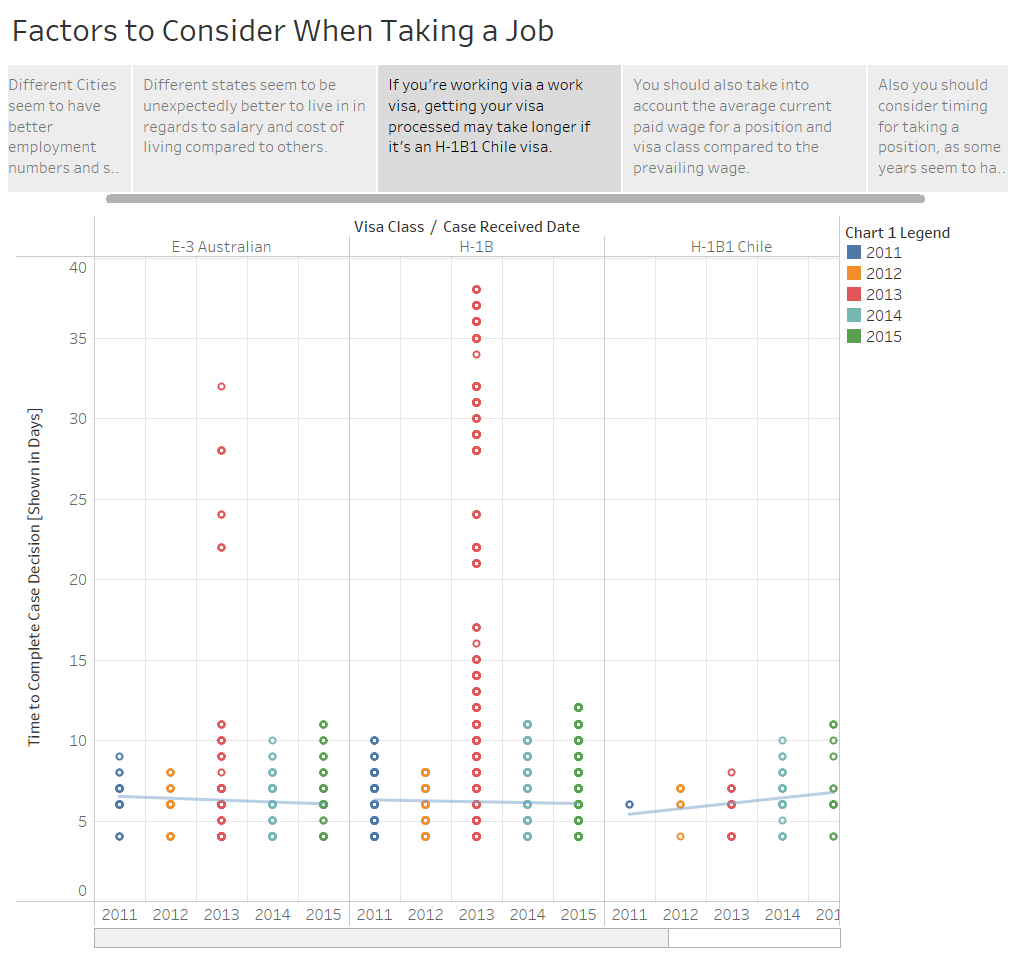 Factors to Consider When Taking a Job
Different Cities
seem to have
better
employment
numbers and s..
Different states seem to be
unexpectedly better to live in in
regards to salary and cost of
living compared to others.
If you're working via a work
visa, getting your visa
processed may take longer if
it's an H-1B1 Chile visa.
You should also take into
account the average current
paid wage for a position and
visa class compared to the
prevailing wage.
Also you should
consider timing
for taking a
position, as some
years seem to ha..
Visa Class / Case Received Date
E-3 Australian
H-1B
H-1B1 Chile
Time to Complete Case Decision [Shown in Days]
40
35
30
25
20
15
10
5
0
2011 2012 2013 2014 2015 2011 2012 2013 2014 2015 2011 2012 2013 2014 201
Chart 1 Legend
2011
2012
2013
2014
2015